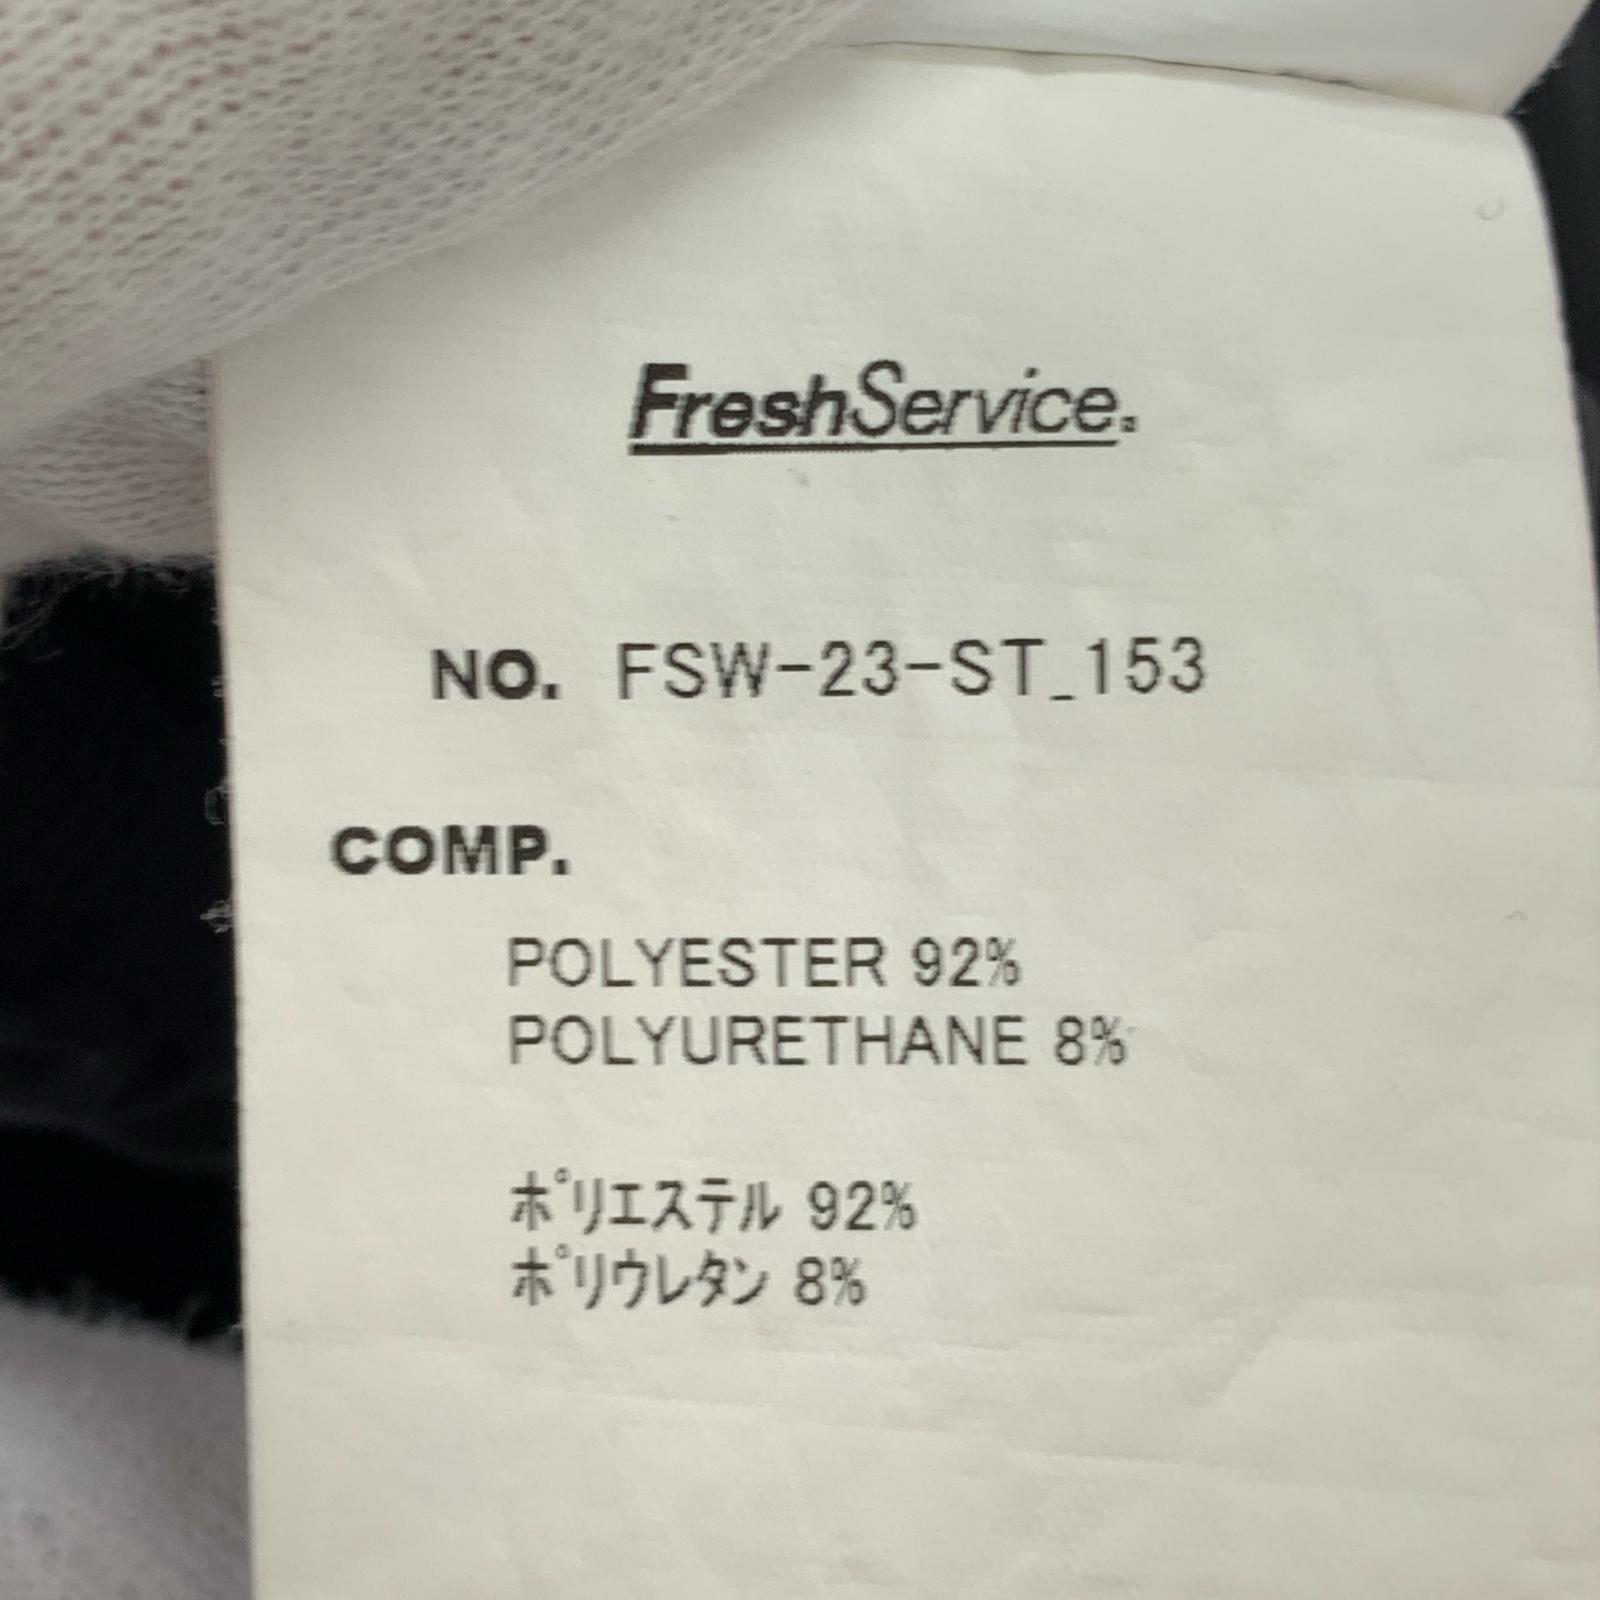 FreshService.
NO. FSW-23-ST_153
COMP.
POLYESTER 92%
POLYURETHANE 8%
ﾎﾟﾘｴｽﾃﾙ 92%
ﾎﾟﾘｳﾚﾀﾝ 8%